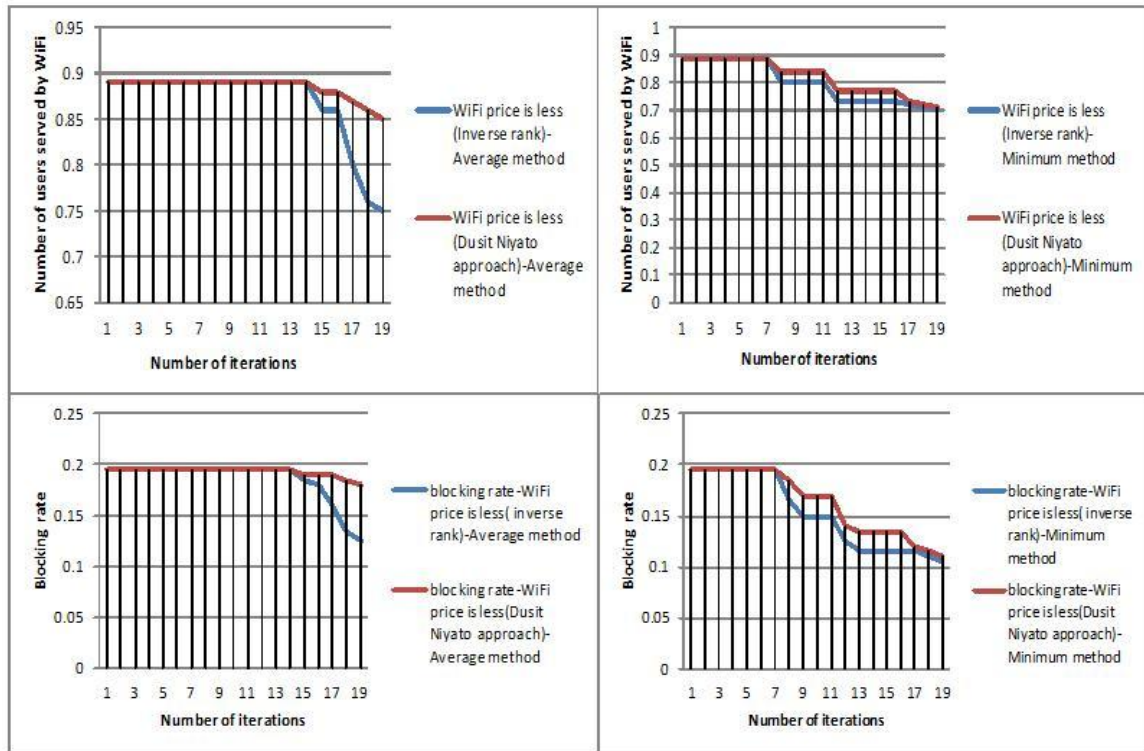 0.95
0.9
0.85
0.8
0.75
0.7
0.65
Number of users served by WiFi
1 3 5 7 9 11 13 15 17 19
Number of iterations
WiFi price is less
(Inverse rank)-
Average method
WiFi price is less
(Dusit Niyato
approach)-Average
method
1
0.9
0.8
0.7
0.6
0.5
0.4
0.3
0.2
0.1
0
Number of users served by WiFi
1 3 5 7 9 11 13 15 17 19
Number of iterations
WiFi price is less
(Inverse rank)-
Minimum method
WiFi price is less
(Dusit Niyato
approach)-Minimum
method
0.25
0.2
0.15
0.1
0.05
0
Blocking rate
1 3 5 7 9 11 13 15 17 19
Number of iterations
blocking rate-WiFi
price is less( inverse
rank)-Average method
blocking rate-WiFi
price is less(Dusit
Niyato approach)-
Average method
0.25
0.2
0.15
0.1
0.05
0
Blocking rate
1 3 5 7 9 11 13 15 17 19
Number of iterations
blocking rate-WiFi
price is less( inverse
rank)-Minimum
method
blocking rate-WiFi
price is less(Dusit
Niyato approach)-
Minimum method